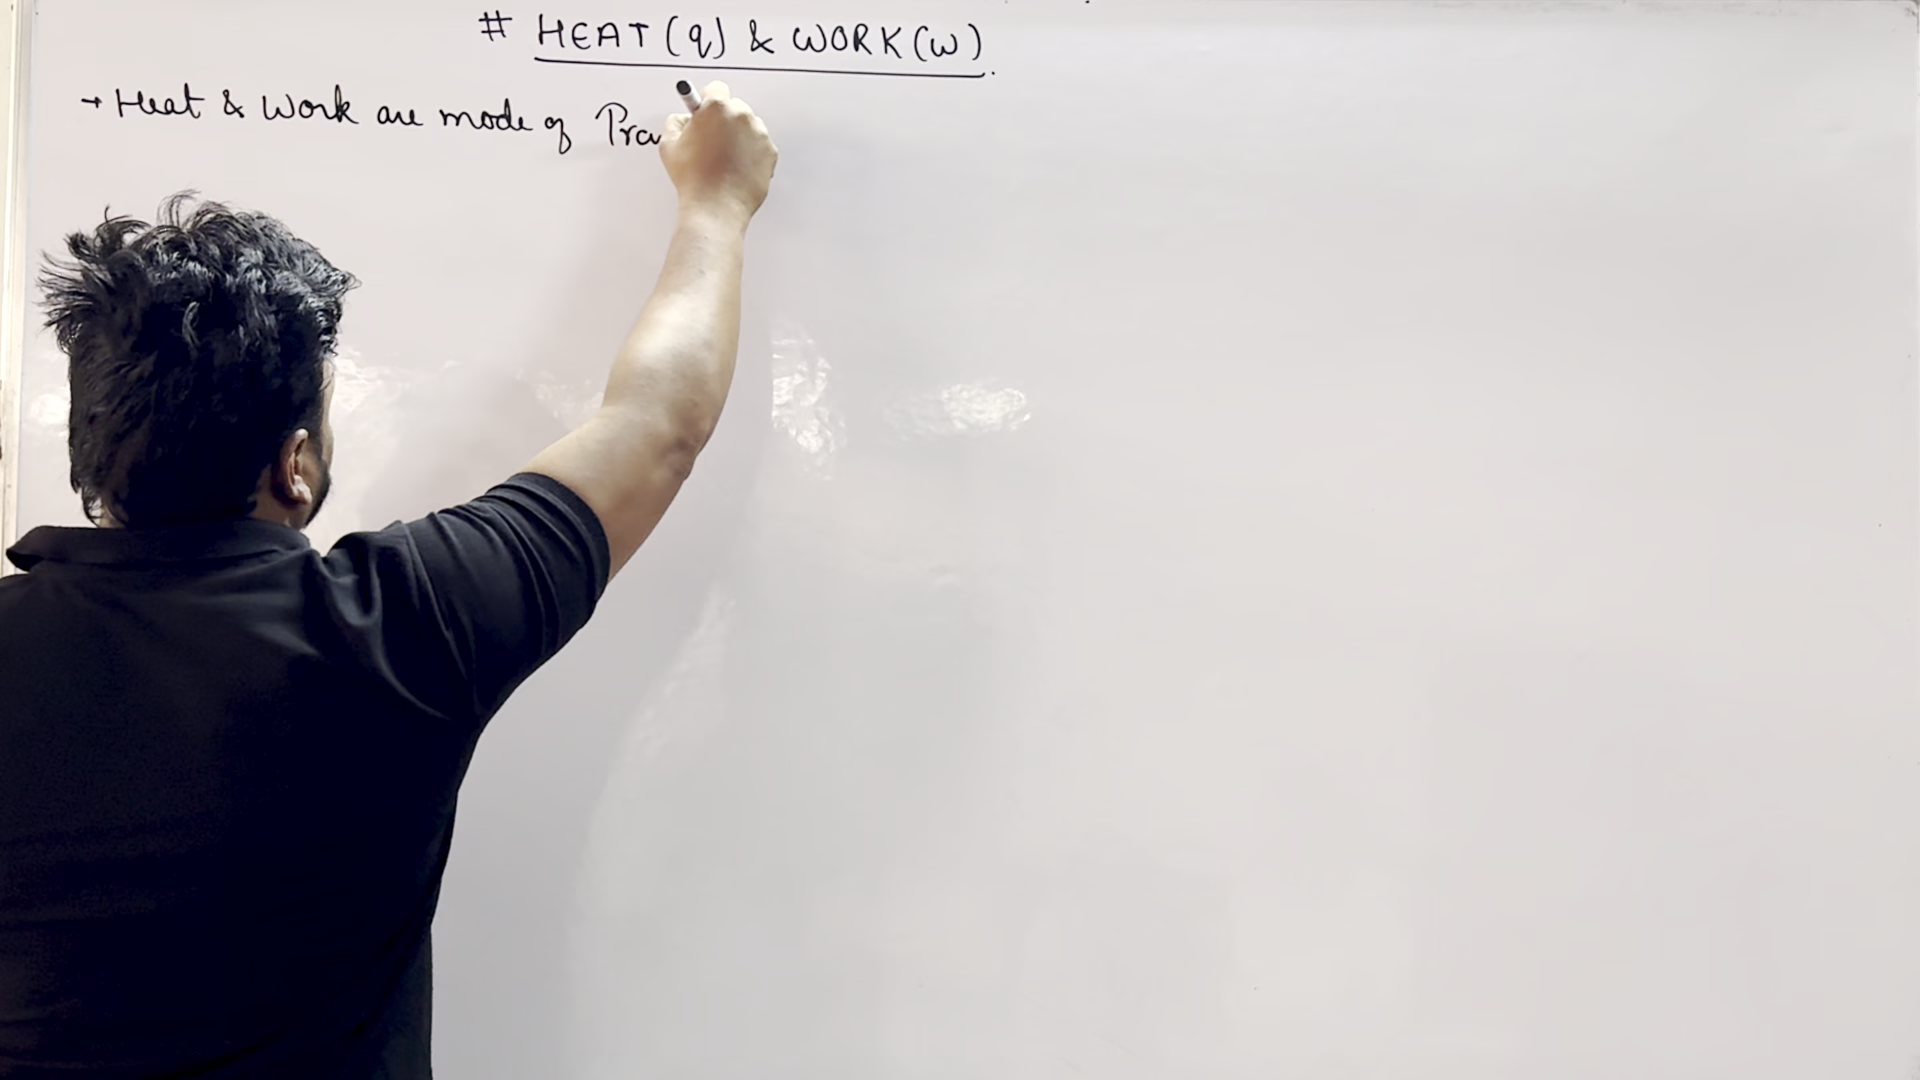 # HEAT (q) & WORK (w)
→ Heat & Work are mode of